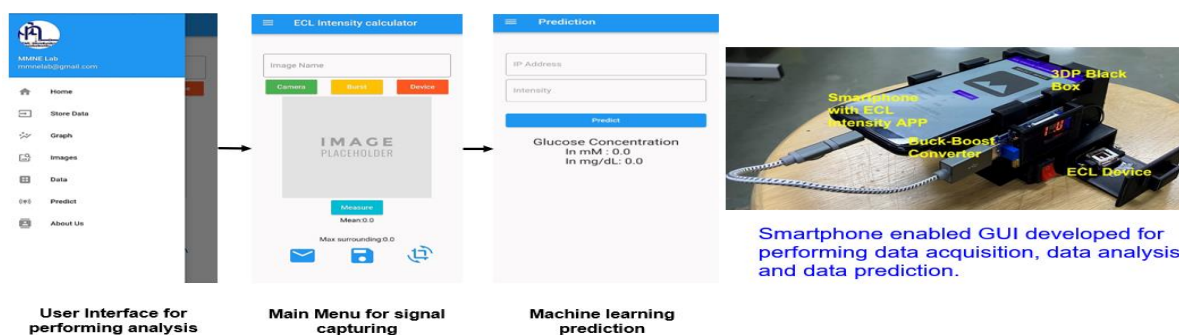 MMNE Lab
mmnelab@gmail.com
Home
Store Data
Graph
Images
Data
Predict
About Us
ECL Intensity calculator
Image Name
Camera
Burst
Device
IMAGE
PLACEHOLDER
Measure
Mean:0.0
Max surrounding:0.0
Prediction
IP Address
Intensity
Predict
Glucose Concentration
In mM : 0.0
In mg/dL: 0.0
3DP Black
Box
Smartphone
with ECL
Intensity APP
Buck-Boost
Converter
ECL Device
Smartphone enabled GUI developed for
performing data acquisition, data analysis
and data prediction.
User Interface for
performing analysis
Main Menu for signal
capturing
Machine learning
prediction